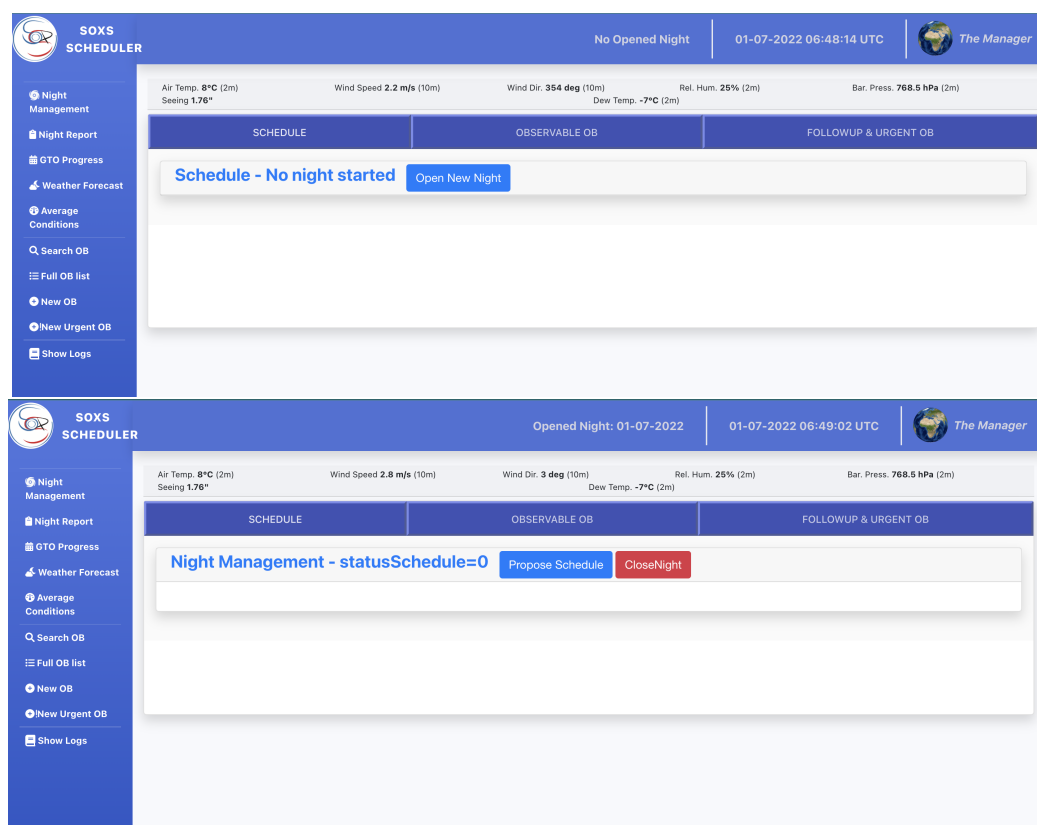 SOXS
SCHEDULER
No Opened Night
01-07-2022 06:48:14 UTC
The Manager
Night
Management
Night Report
GTO Progress
Weather Forecast
Average
Conditions
Search OB
Full OB list
New OB
!New Urgent OB
Show Logs
Air Temp. 8°C (2m) Wind Speed 2.2 m/s (10m) Wind Dir. 354 deg (10m) Rel. Hum. 25% (2m) Bar. Press. 768.5 hPa (2m)
Seeing 1.76" Dew Temp. -7°C (2m)
SCHEDULE OBSERVABLE OB FOLLOWUP & URGENT OB
Schedule - No night started Open New Night
SOXS
SCHEDULER
Opened Night: 01-07-2022
01-07-2022 06:49:02 UTC
The Manager
Night
Management
Night Report
GTO Progress
Weather Forecast
Average
Conditions
Search OB
Full OB list
New OB
!New Urgent OB
Show Logs
Air Temp. 8°C (2m) Wind Speed 2.8 m/s (10m) Wind Dir. 3 deg (10m) Rel. Hum. 25% (2m) Bar. Press. 768.5 hPa (2m)
Seeing 1.76" Dew Temp. -7°C (2m)
SCHEDULE OBSERVABLE OB FOLLOWUP & URGENT OB
Night Management - statusSchedule=0 Propose Schedule CloseNight